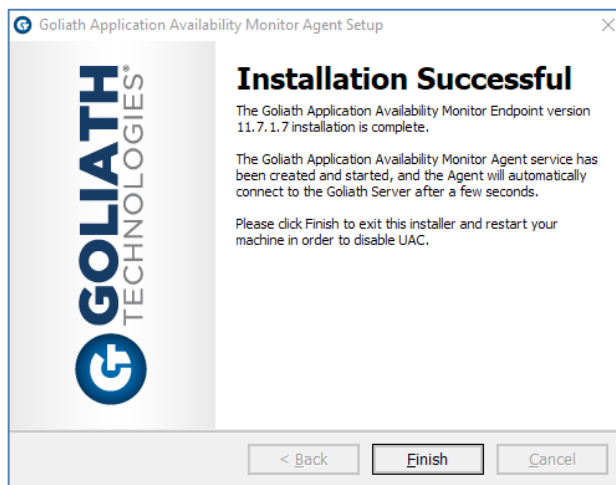 Goliath Application Availability Monitor Agent Setup
GOLIATH
TECHNOLOGIES®
Installation Successful
The Goliath Application Availability Monitor Endpoint version
11.7.1.7 installation is complete.
The Goliath Application Availability Monitor Agent service has
been created and started, and the Agent will automatically
connect to the Goliath Server after a few seconds.
Please click Finish to exit this installer and restart your
machine in order to disable UAC.
< Back
Finish
Cancel